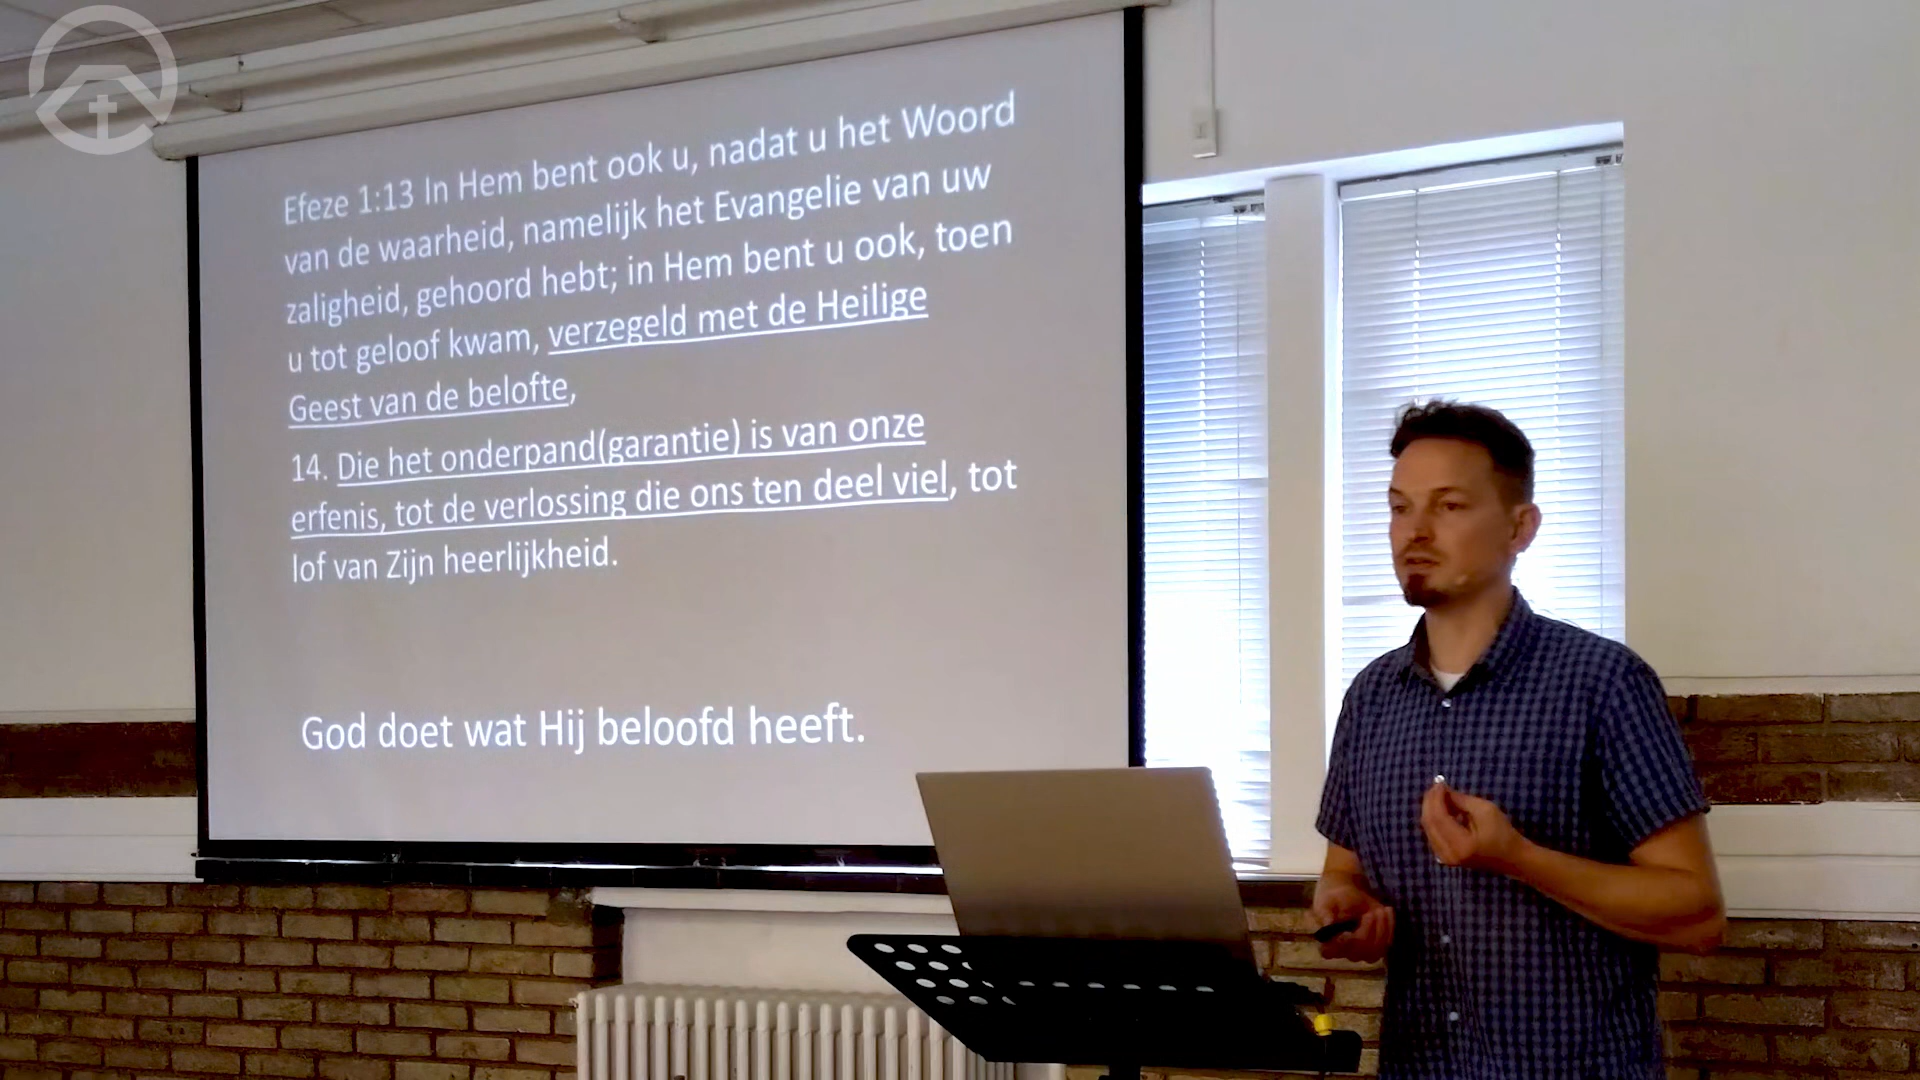 Efeze 1:13 In Hem bent ook u, nadat u het Woord
van de waarheid, namelijk het Evangelie van uw
zaligheid, gehoord hebt; in Hem bent u ook, toen
u tot geloof kwam, verzegeld met de Heilige
Geest van de belofte,
14. Die het onderpand(garantie) is van onze
erfenis, tot de verlossing die ons ten deel viel, tot
lof van Zijn heerlijkheid.
God doet wat Hij beloofd heeft.